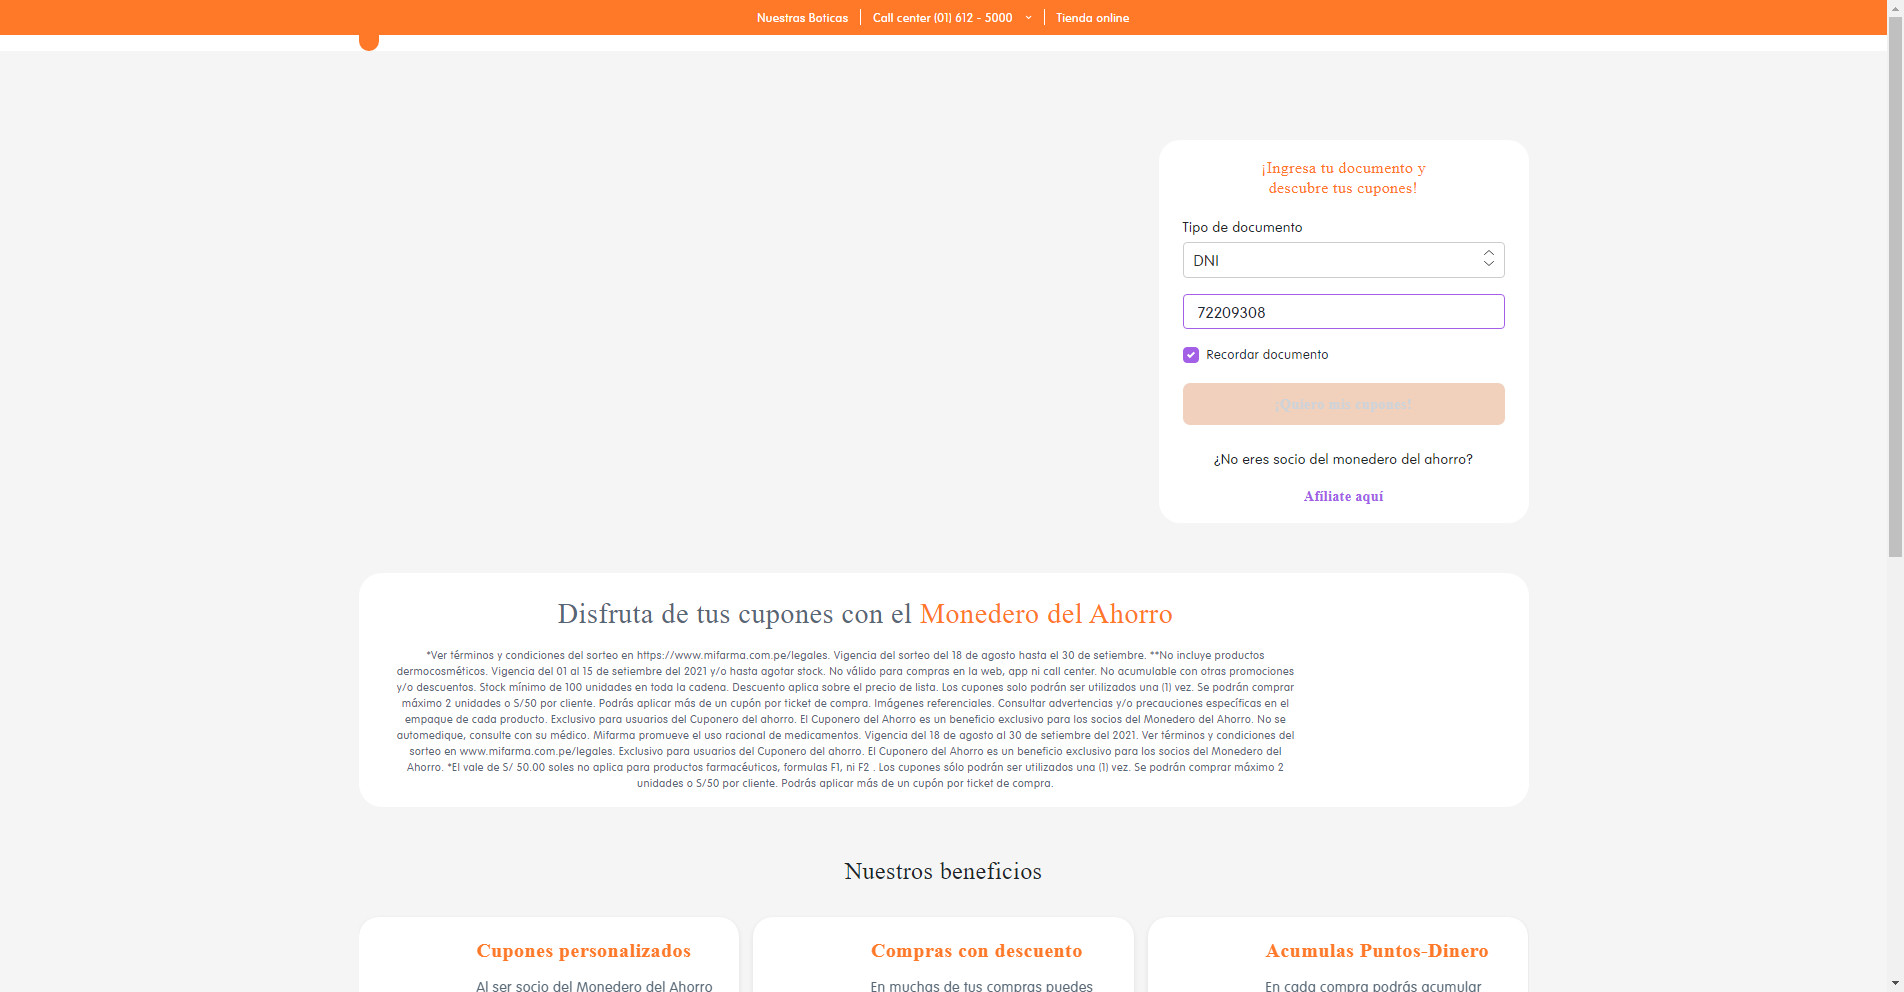 Nuestras Boticas
Call center (01) 612 - 5000
Tienda online
¡Ingresa tu documento y
descubre tus cupones!
Tipo de documento
DNI
72209308
Recordar documento
¡Quiero mis cupones!
¿No eres socio del monedero del ahorro?
Afíliate aquí
Disfruta de tus cupones con el Monedero del Ahorro
*Ver términos y condiciones del sorteo en https://www.mifarma.com.pe/legales. Vigencia del sorteo del 18 de agosto hasta el 30 de setiembre. **No incluye productos
dermocosméticos. Vigencia del 01 al 15 de setiembre del 2021 y/o hasta agotar stock. No válido para compras en la web, app ni call center. No acumulable con otras promociones
y/o descuentos. Stock mínimo de 100 unidades en toda la cadena. Descuento aplica sobre el precio de lista. Los cupones solo podrán ser utilizados una (1) vez. Se podrán comprar
máximo 2 unidades o S/50 por cliente. Podrás aplicar más de un cupón por ticket de compra. Imágenes referenciales. Consultar advertencias y/o precauciones específicas en el
empaque de cada producto. Exclusivo para usuarios del Cuponero del ahorro. El Cuponero del Ahorro es un beneficio exclusivo para los socios del Monedero del Ahorro. No se
automedique, consulte con su médico. Mifarma promueve el uso racional de medicamentos. Vigencia del 18 de agosto al 30 de setiembre del 2021. Ver términos y condiciones del
sorteo en www.mifarma.com.pe/legales. Exclusivo para usuarios del Cuponero del ahorro. El Cuponero del Ahorro es un beneficio exclusivo para los socios del Monedero del
Ahorro. *El vale de S/ 50.00 soles no aplica para productos farmacéuticos, formulas F1, ni F2 . Los cupones sólo podrán ser utilizados una (1) vez. Se podrán comprar máximo 2
unidades o S/50 por cliente. Podrás aplicar más de un cupón por ticket de compra.
Nuestros beneficios
Cupones personalizados
Al ser socio del Monedero del Ahorro
Compras con descuento
En muchas de tus compras puedes
Acumulas Puntos-Dinero
En cada compra podrás acumular